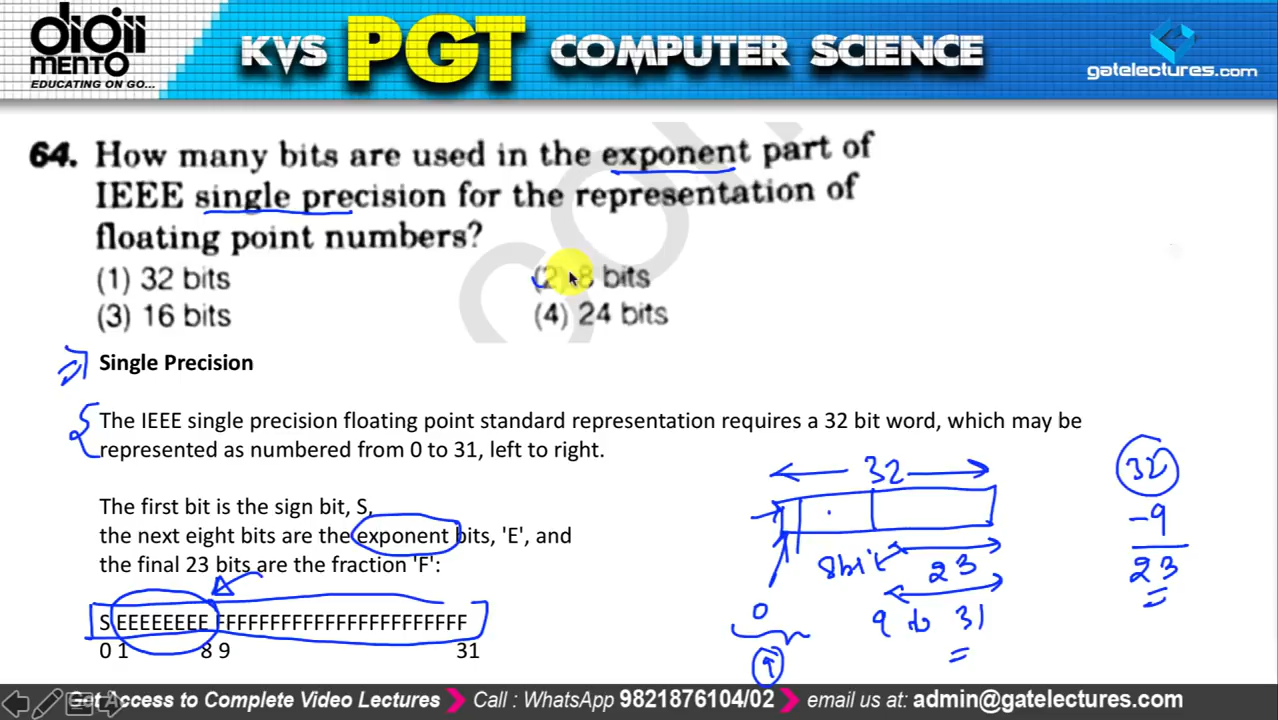 digii
MENTO
EDUCATING ON GO...
KVS PGT COMPUTER SCIENCE
gatelectures.com
64. How many bits are used in the exponent part of
IEEE single precision for the representation of
floating point numbers?
(1) 32 bits
(2) 8 bits
(3) 16 bits
(4) 24 bits
Single Precision
The IEEE single precision floating point standard representation requires a 32 bit word, which may be
represented as numbered from 0 to 31, left to right.
The first bit is the sign bit, S,
the next eight bits are the exponent bits, 'E', and
the final 23 bits are the fraction 'F':
S EEEEEEEE FFFFFFFFFFFFFFFFFFFFFFF
0 1 8 9 31
32
8bit
23
0
9 to 31
9
32
-9
23
Get Access to Complete Video Lectures
Call : WhatsApp 9821876104/02
email us at: admin@gatelectures.com